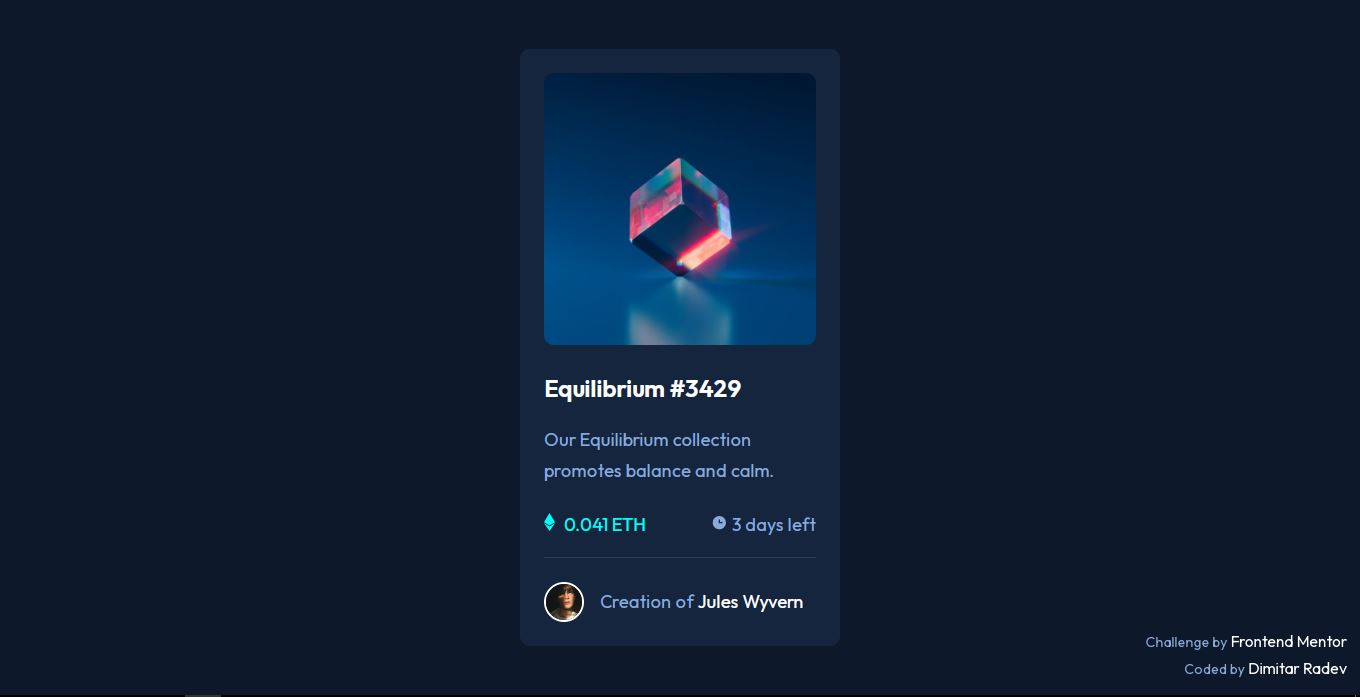 Equilibrium #3429
Our Equilibrium collection
promotes balance and calm.
0.041 ETH
3 days left
Creation of Jules Wyvern
Challenge by Frontend Mentor
Coded by Dimitar Radev